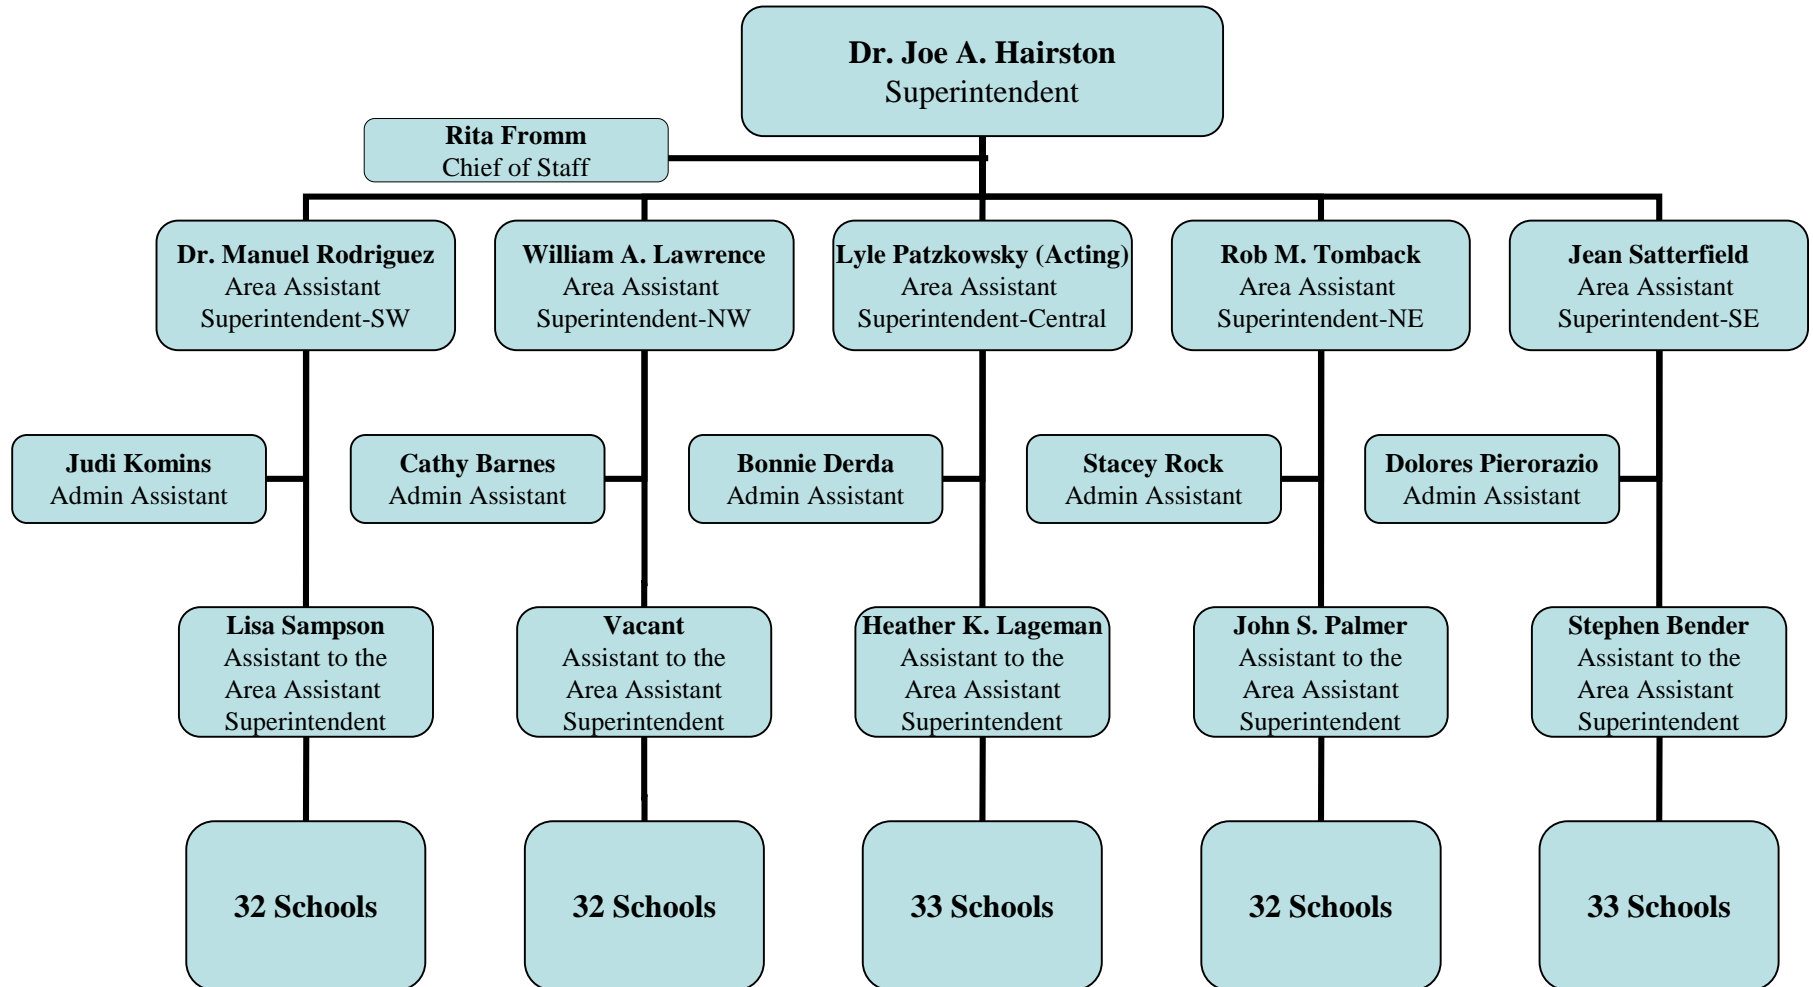 Dr. Joe A. Hairston
Superintendent
Rita Fromm
Chief of Staff
Dr. Manuel Rodriguez
Area Assistant
Superintendent-SW
William A. Lawrence
Area Assistant
Superintendent-NW
Lyle Patzkowsky (Acting)
Area Assistant
Superintendent-Central
Rob M. Tomback
Area Assistant
Superintendent-NE
Jean Satterfield
Area Assistant
Superintendent-SE
Judi Komins
Admin Assistant
Cathy Barnes
Admin Assistant
Bonnie Derda
Admin Assistant
Stacey Rock
Admin Assistant
Dolores Pierorazio
Admin Assistant
Lisa Sampson
Assistant to the
Area Assistant
Superintendent
Vacant
Assistant to the
Area Assistant
Superintendent
Heather K. Lageman
Assistant to the
Area Assistant
Superintendent
John S. Palmer
Assistant to the
Area Assistant
Superintendent
Stephen Bender
Assistant to the
Area Assistant
Superintendent
32 Schools
32 Schools
33 Schools
32 Schools
33 Schools